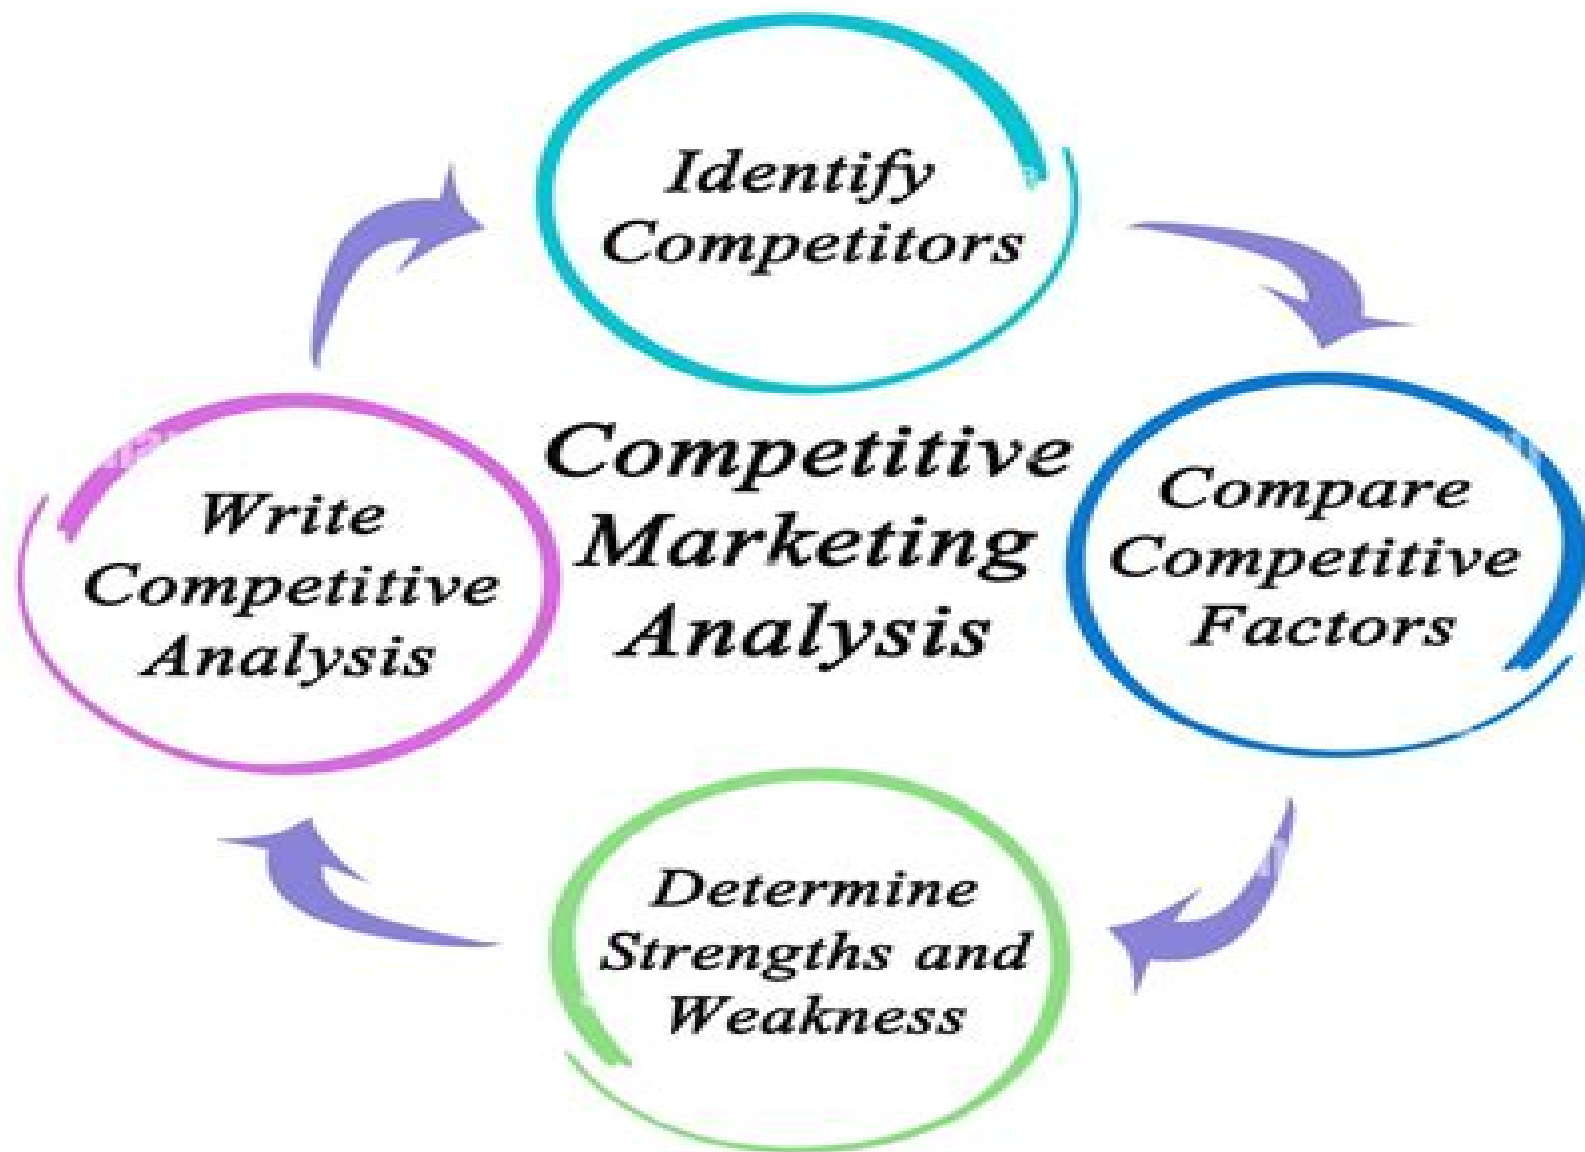 Identify
Competitors
Competitive
Marketing
Analysis
Compare
Competitive
Factors
Determine
Strengths and
Weakness
Write
Competitive
Analysis